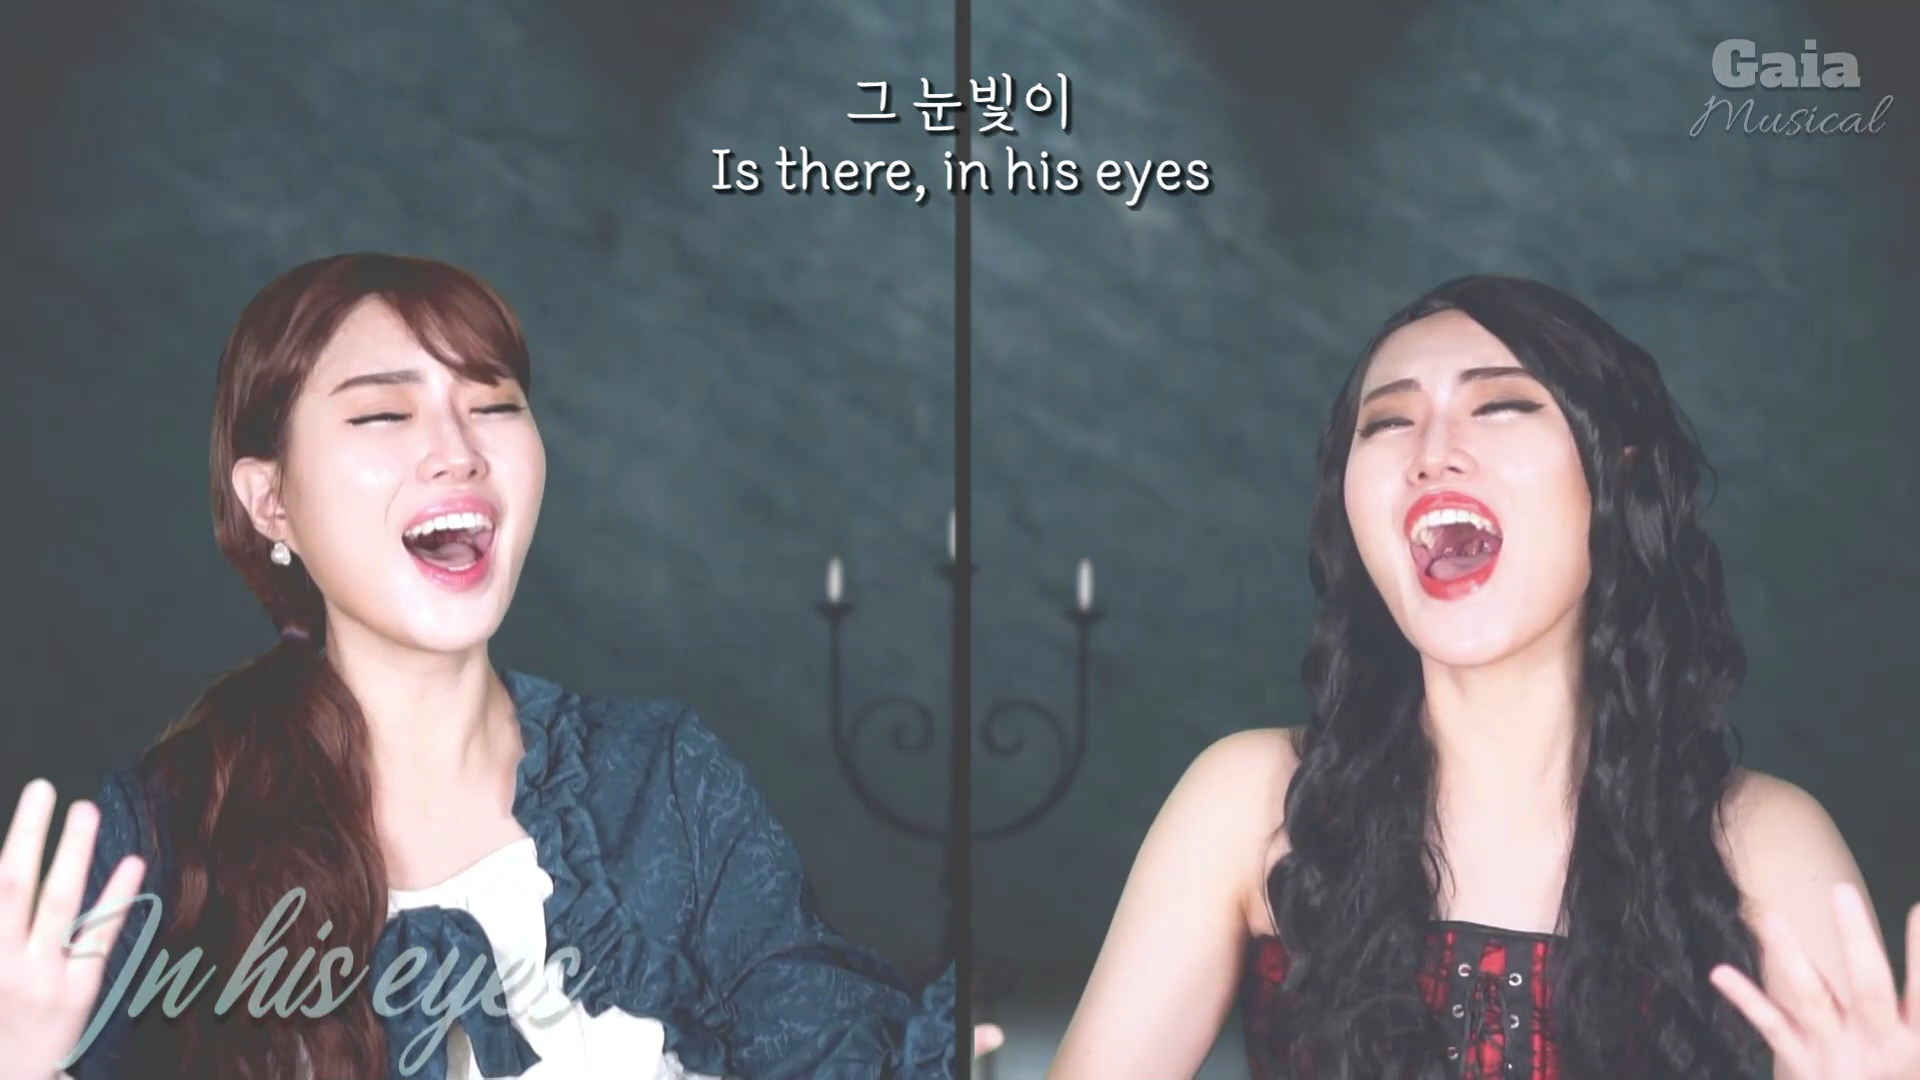 Gaia
Musical
그 눈빛이
Is there, in his eyes
In his eyes